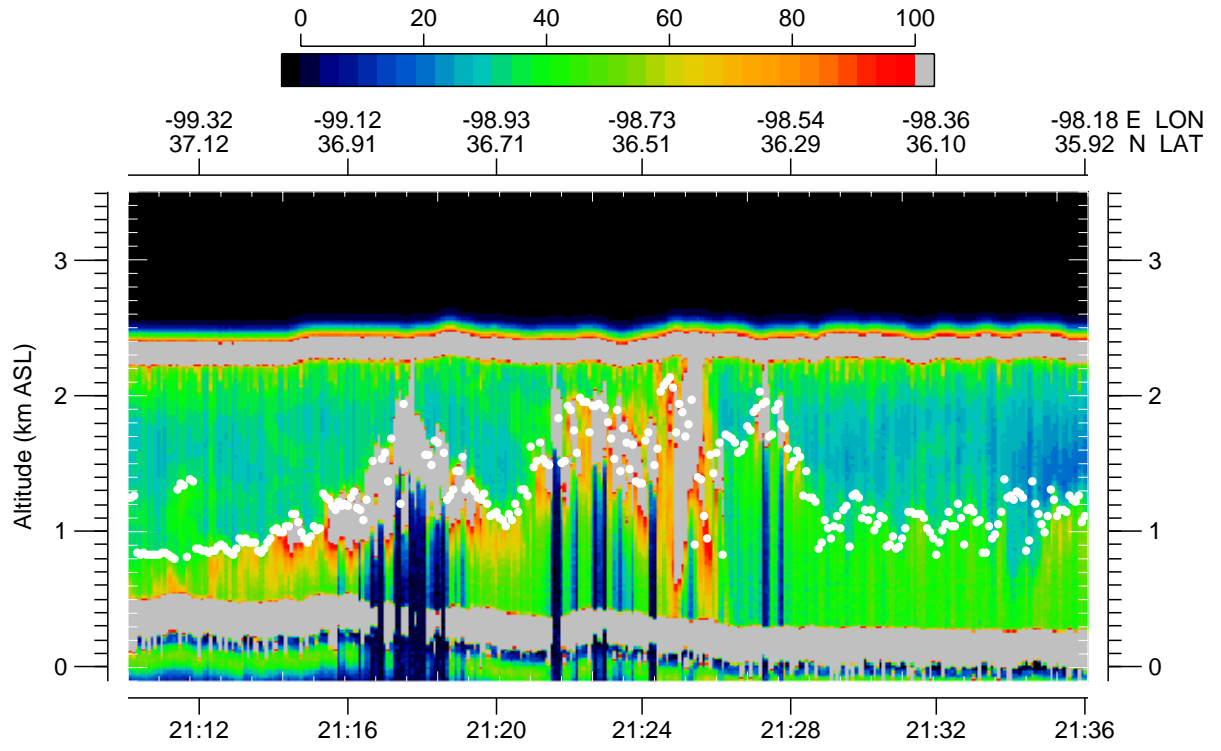 0 20 40 60 80 100
-99.32 -99.12 -98.93 -98.73 -98.54 -98.36 -98.18 E LON
37.12 36.91 36.71 36.51 36.29 36.10 35.92 N LAT
3 3
2 2
1 1
0 0
Altitude (km ASL)
21:12 21:16 21:20 21:24 21:28 21:32 21:36